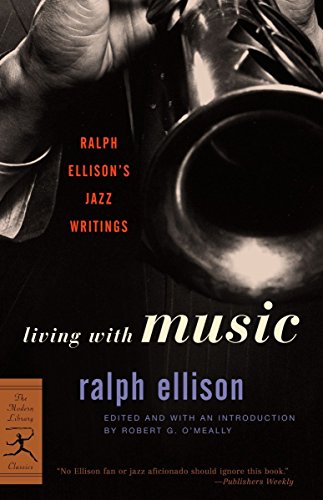 RALPH
ELLISON'S
JAZZ
WRITINGS
living with music
ralph ellison
EDITED AND WITH AN INTRODUCTION
BY ROBERT G. O'MEALLY
The Modern Library
Classics
"No Ellison fan or jazz aficionado should ignore this book."
—Publishers Weekly